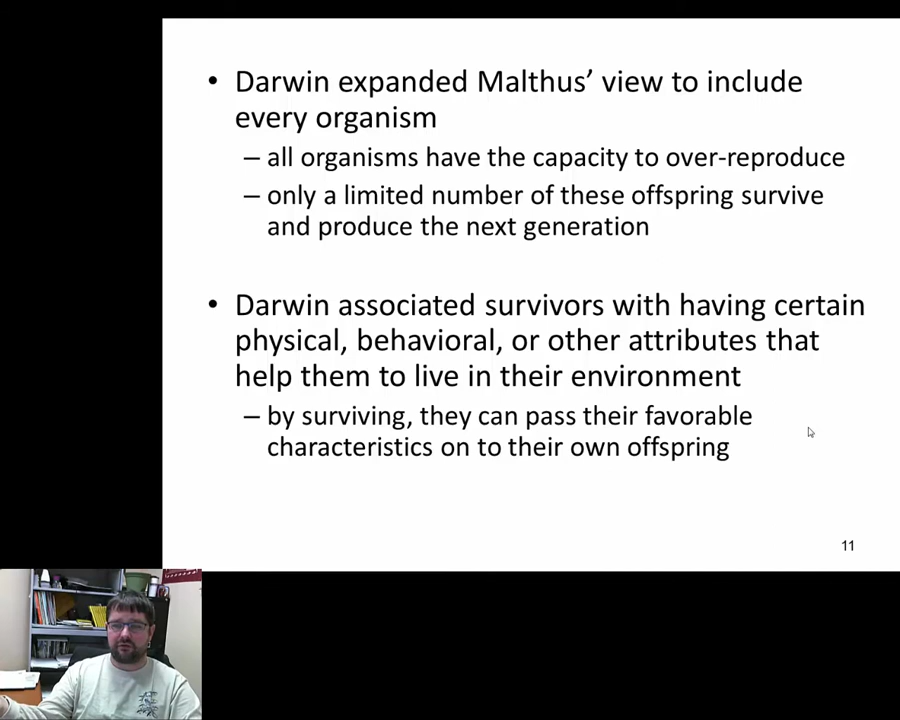 • Darwin expanded Malthus’ view to include
every organism
– all organisms have the capacity to over-reproduce
– only a limited number of these offspring survive
and produce the next generation
• Darwin associated survivors with having certain
physical, behavioral, or other attributes that
help them to live in their environment
– by surviving, they can pass their favorable
characteristics on to their own offspring
11